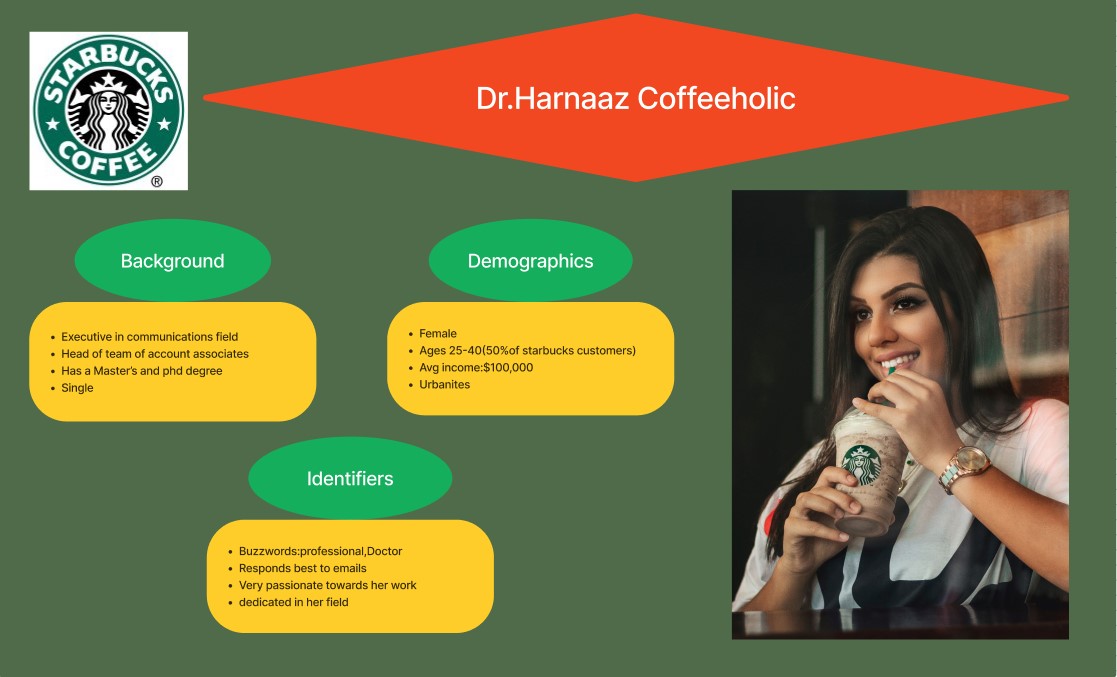 STARBUCKS
COFFEE
®
Dr.Harnaaz Coffeeholic
Background
• Executive in communications field
• Head of team of account associates
• Has a Master's and phd degree
• Single
Demographics
• Female
• Ages 25-40(50%of starbucks customers)
• Avg income:$100,000
• Urbanites
Identifiers
• Buzzwords:professional,Doctor
• Responds best to emails
• Very passionate towards her work
• dedicated in her field